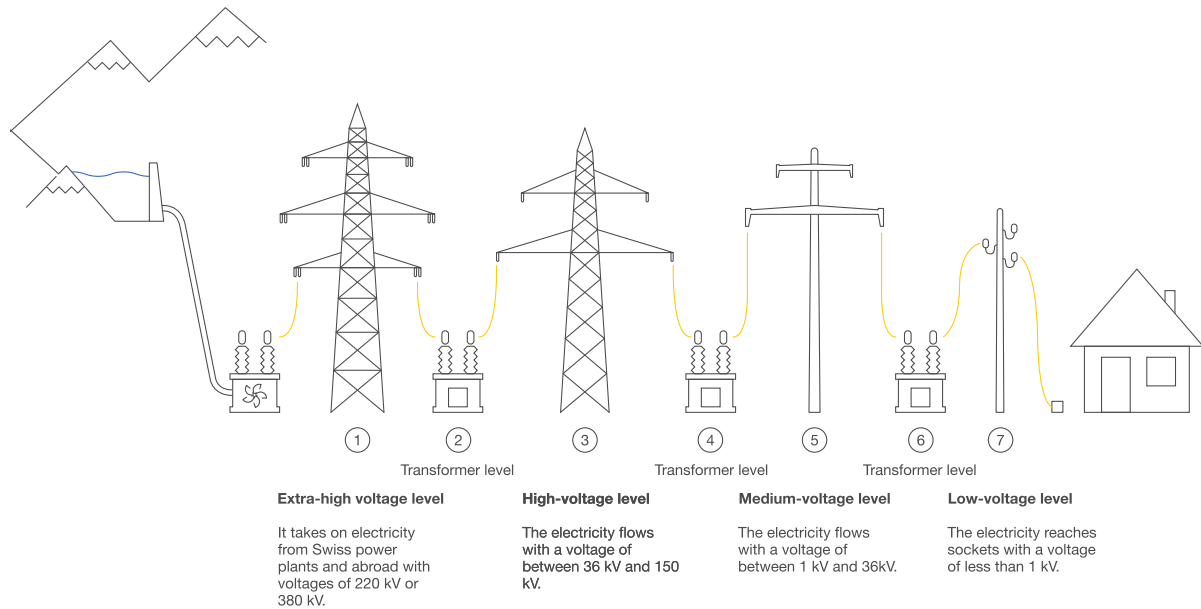 1
2
3
4
5
6
7
Transformer level
Transformer level
Transformer level
Extra-high voltage level
It takes on electricity
from Swiss power
plants and abroad with
voltages of 220 kV or
380 kV.
High-voltage level
The electricity flows
with a voltage of
between 36 kV and 150
kV.
Medium-voltage level
The electricity flows
with a voltage of
between 1 kV and 36kV.
Low-voltage level
The electricity reaches
sockets with a voltage
of less than 1 kV.